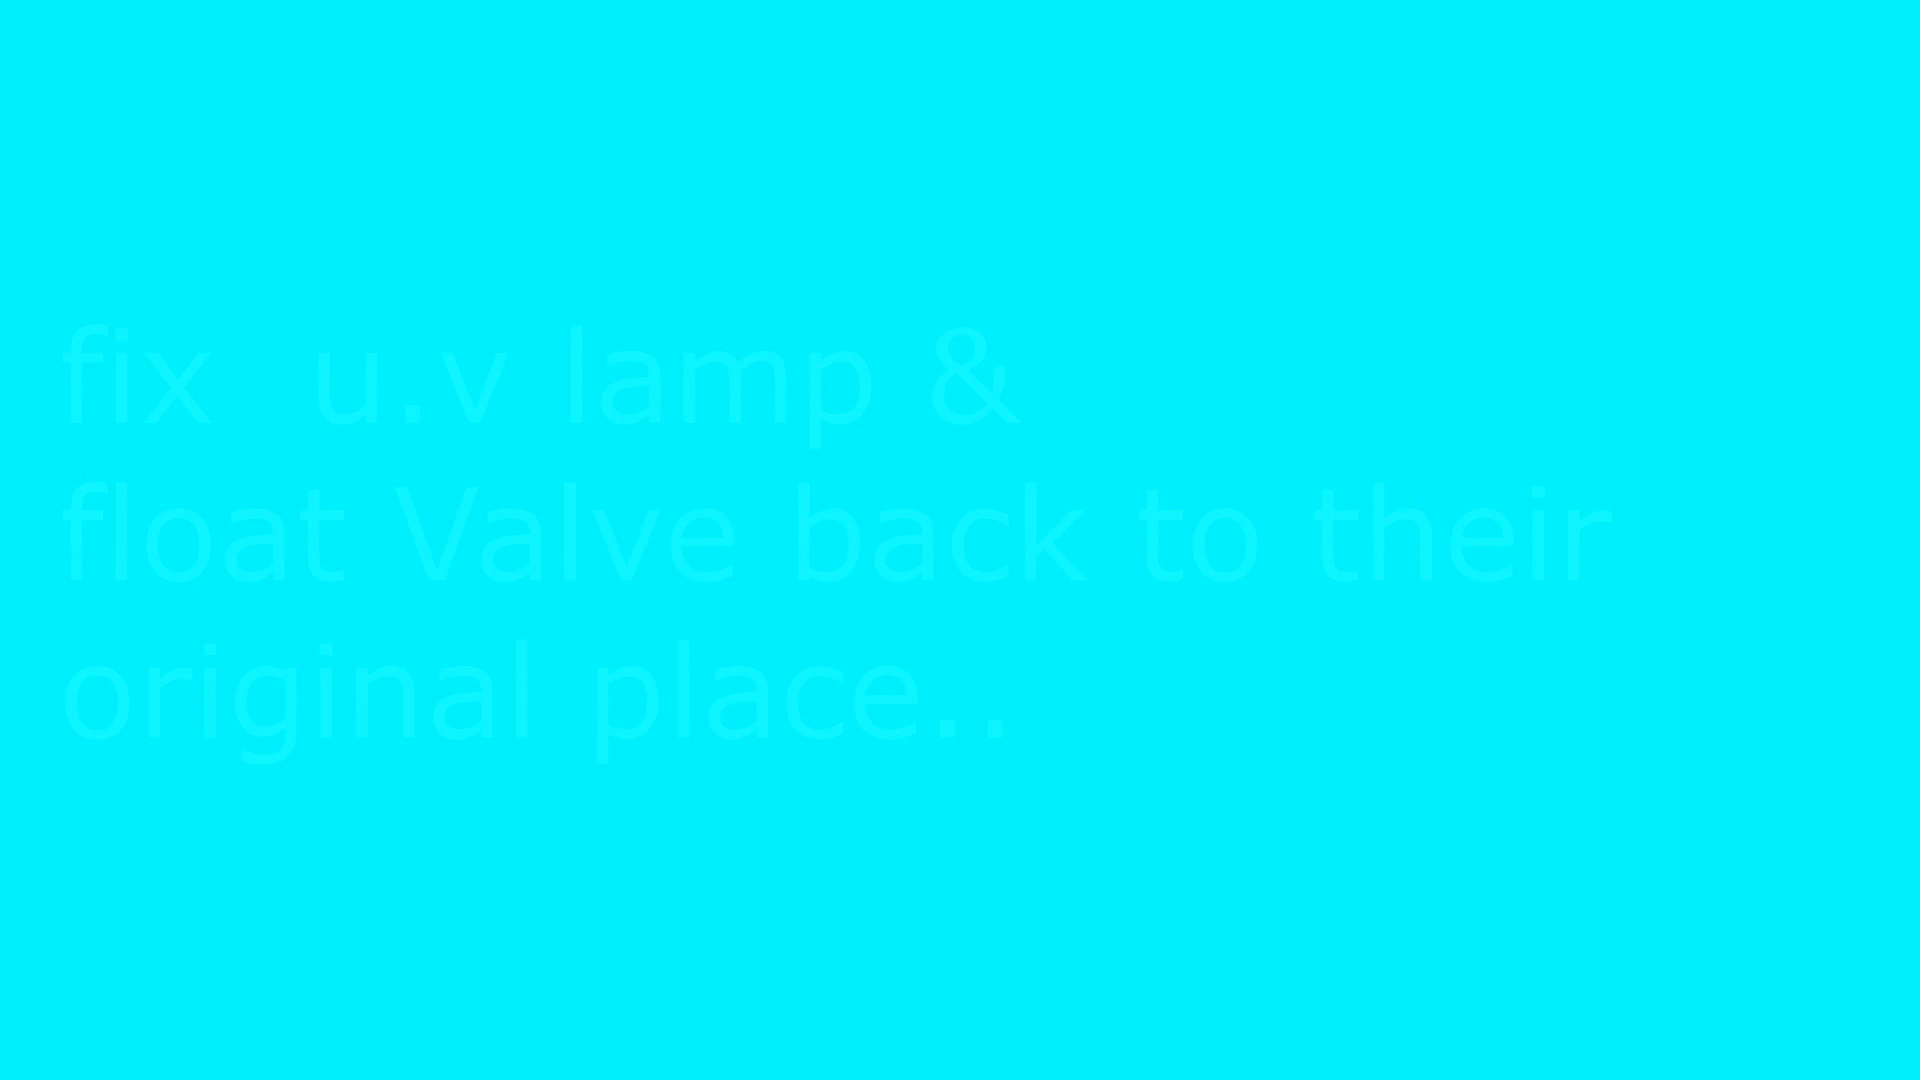 fix  u.v lamp &
float Valve back to their
original place..